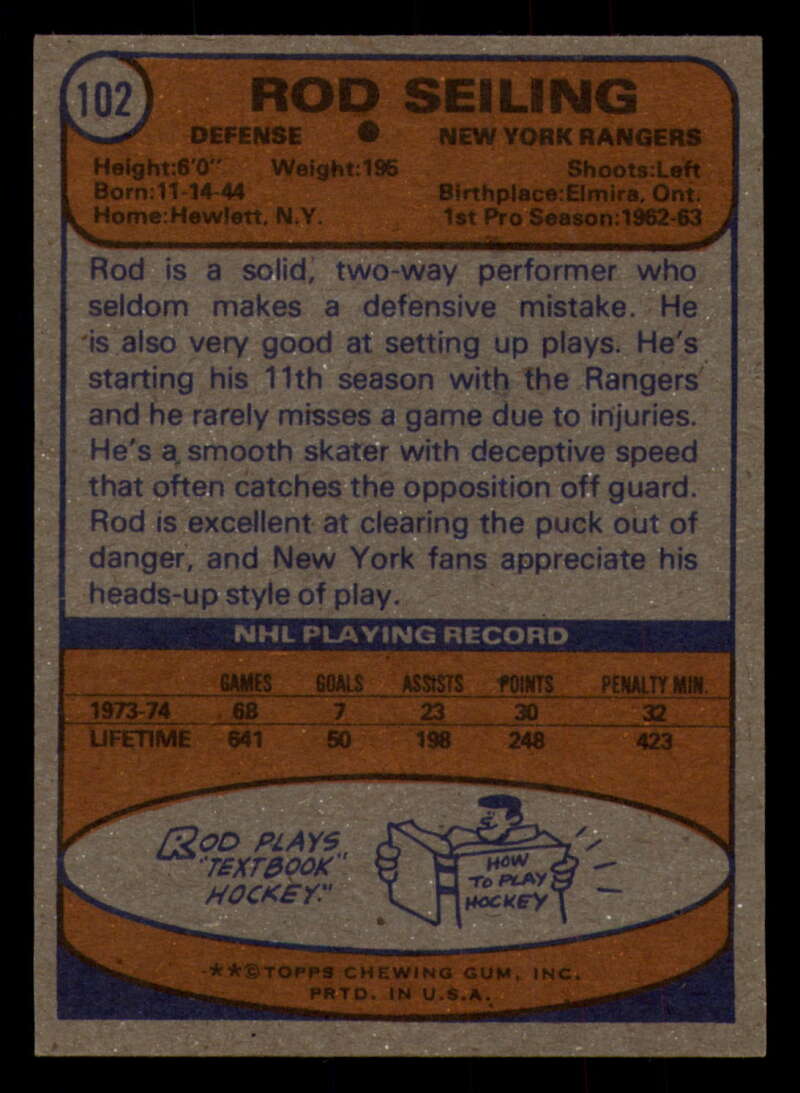 102
ROD SEILING
DEFENSE ● NEW YORK RANGERS
Height:6'0" Weight:195 Shoots:Left
Born:11-14-44 Birthplace:Elmira, Ont.
Home:Hewlett, N.Y. 1st Pro Season:1962-63
Rod is a solid, two-way performer who
seldom makes a defensive mistake. He
is also very good at setting up plays. He's
starting his 11th season with the Rangers
and he rarely misses a game due to injuries.
He's a smooth skater with deceptive speed
that often catches the opposition off guard.
Rod is excellent at clearing the puck out of
danger, and New York fans appreciate his
heads-up style of play.
NHL PLAYING RECORD
GAMES GOALS ASSISTS POINTS PENALTY MIN.
1973-74 68 7 23 30 32
LIFETIME 641 50 198 248 423
ROD PLAYS
"TEXTBOOK"
HOCKEY."
HOW
TO PLAY
HOCKEY
**©TOPPS CHEWING GUM, INC.
PRTD. IN U.S.A.